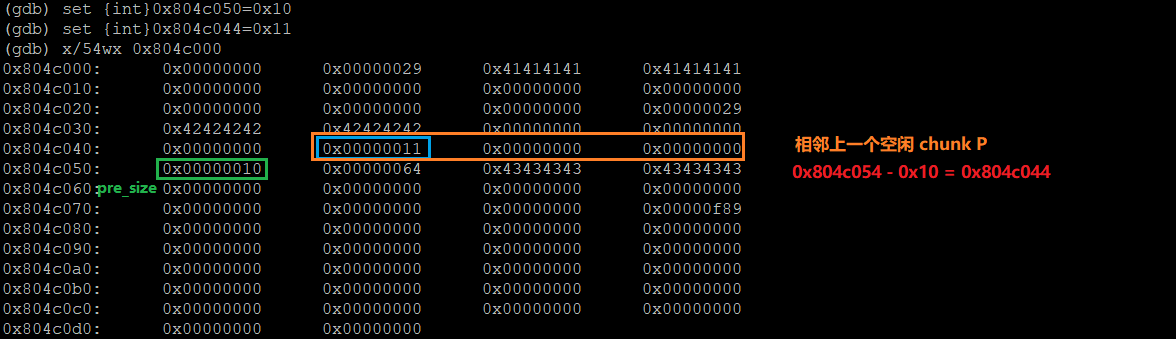 (gdb) set {int}0x804c050=0x10
(gdb) set {int}0x804c044=0x11
(gdb) x/54wx 0x804c000
0x804c000: 0x00000000 0x00000029 0x41414141 0x41414141
0x804c010: 0x00000000 0x00000000 0x00000000 0x00000000
0x804c020: 0x00000000 0x00000000 0x00000000 0x00000029
0x804c030: 0x42424242 0x42424242 0x00000000 0x00000000
0x804c040: 0x00000000 0x00000011 0x00000000 0x00000000
相邻上一个空闲 chunk P
0x804c050: 0x00000010 0x00000064 0x43434343 0x43434343
0x804c054 - 0x10 = 0x804c044
0x804c060: pre_size 0x00000000 0x00000000 0x00000000 0x00000000
0x804c070: 0x00000000 0x00000000 0x00000000 0x00000f89
0x804c080: 0x00000000 0x00000000 0x00000000 0x00000000
0x804c090: 0x00000000 0x00000000 0x00000000 0x00000000
0x804c0a0: 0x00000000 0x00000000 0x00000000 0x00000000
0x804c0b0: 0x00000000 0x00000000 0x00000000 0x00000000
0x804c0c0: 0x00000000 0x00000000 0x00000000 0x00000000
0x804c0d0: 0x00000000 0x00000000